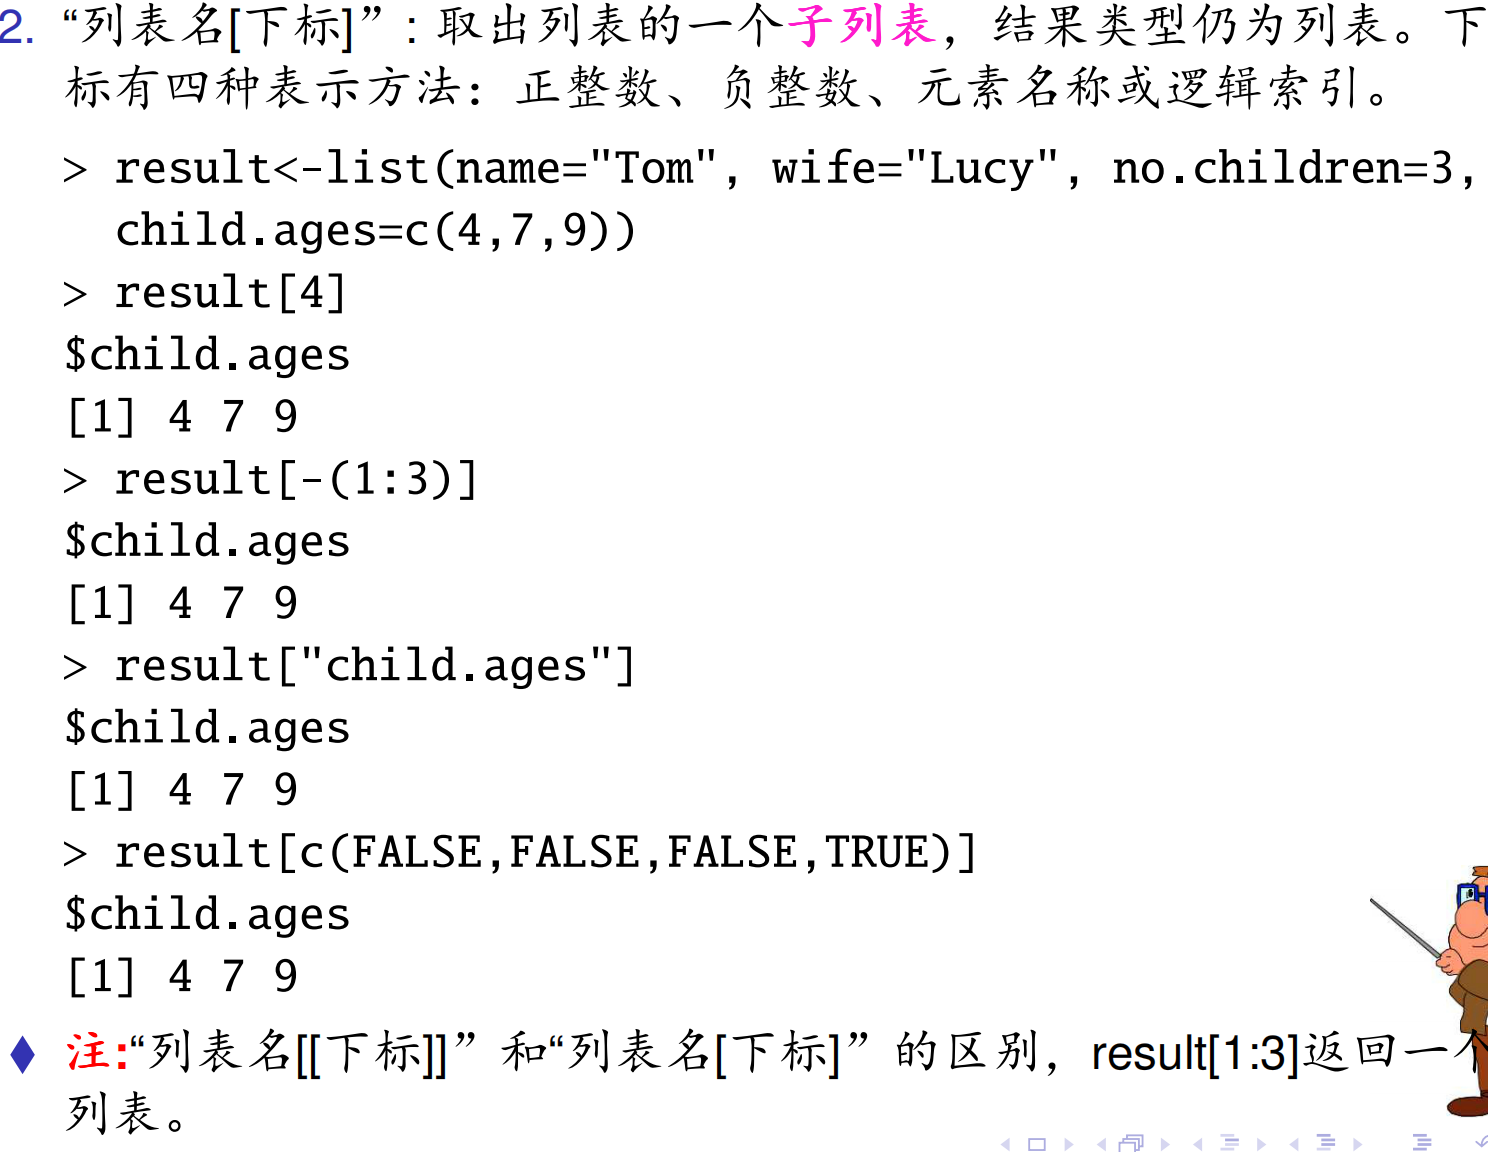 2. “列表名[下标]”: 取出列表的一个子列表，结果类型仍为列表。下
标有四种表示方法：正整数、负整数、元素名称或逻辑索引。
> result<-list(name="Tom", wife="Lucy", no.children=3,
child.ages=c(4,7,9))
> result[4]
$child.ages
[1] 4 7 9
> result[-(1:3)]
$child.ages
[1] 4 7 9
> result["child.ages"]
$child.ages
[1] 4 7 9
> result[c(FALSE,FALSE,FALSE,TRUE)]
$child.ages
[1] 4 7 9
♦ 注:“列表名[[下标]]”和“列表名[下标]”的区别，result[1:3]返回一个
列表。